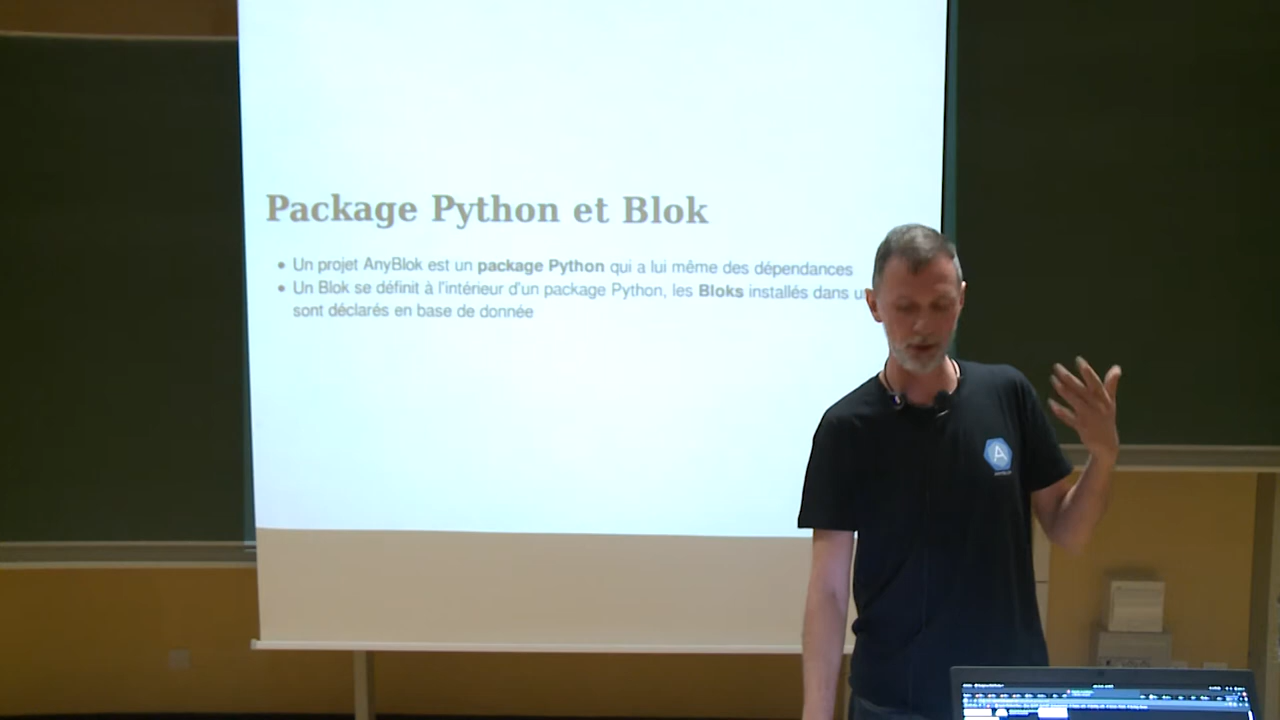 Package Python et Blok
• Un projet AnyBlok est un package Python qui a lui même des dépendances
• Un Blok se définit à l'intérieur d'un package Python, les Bloks installés dans
sont déclarés en base de donnée
A